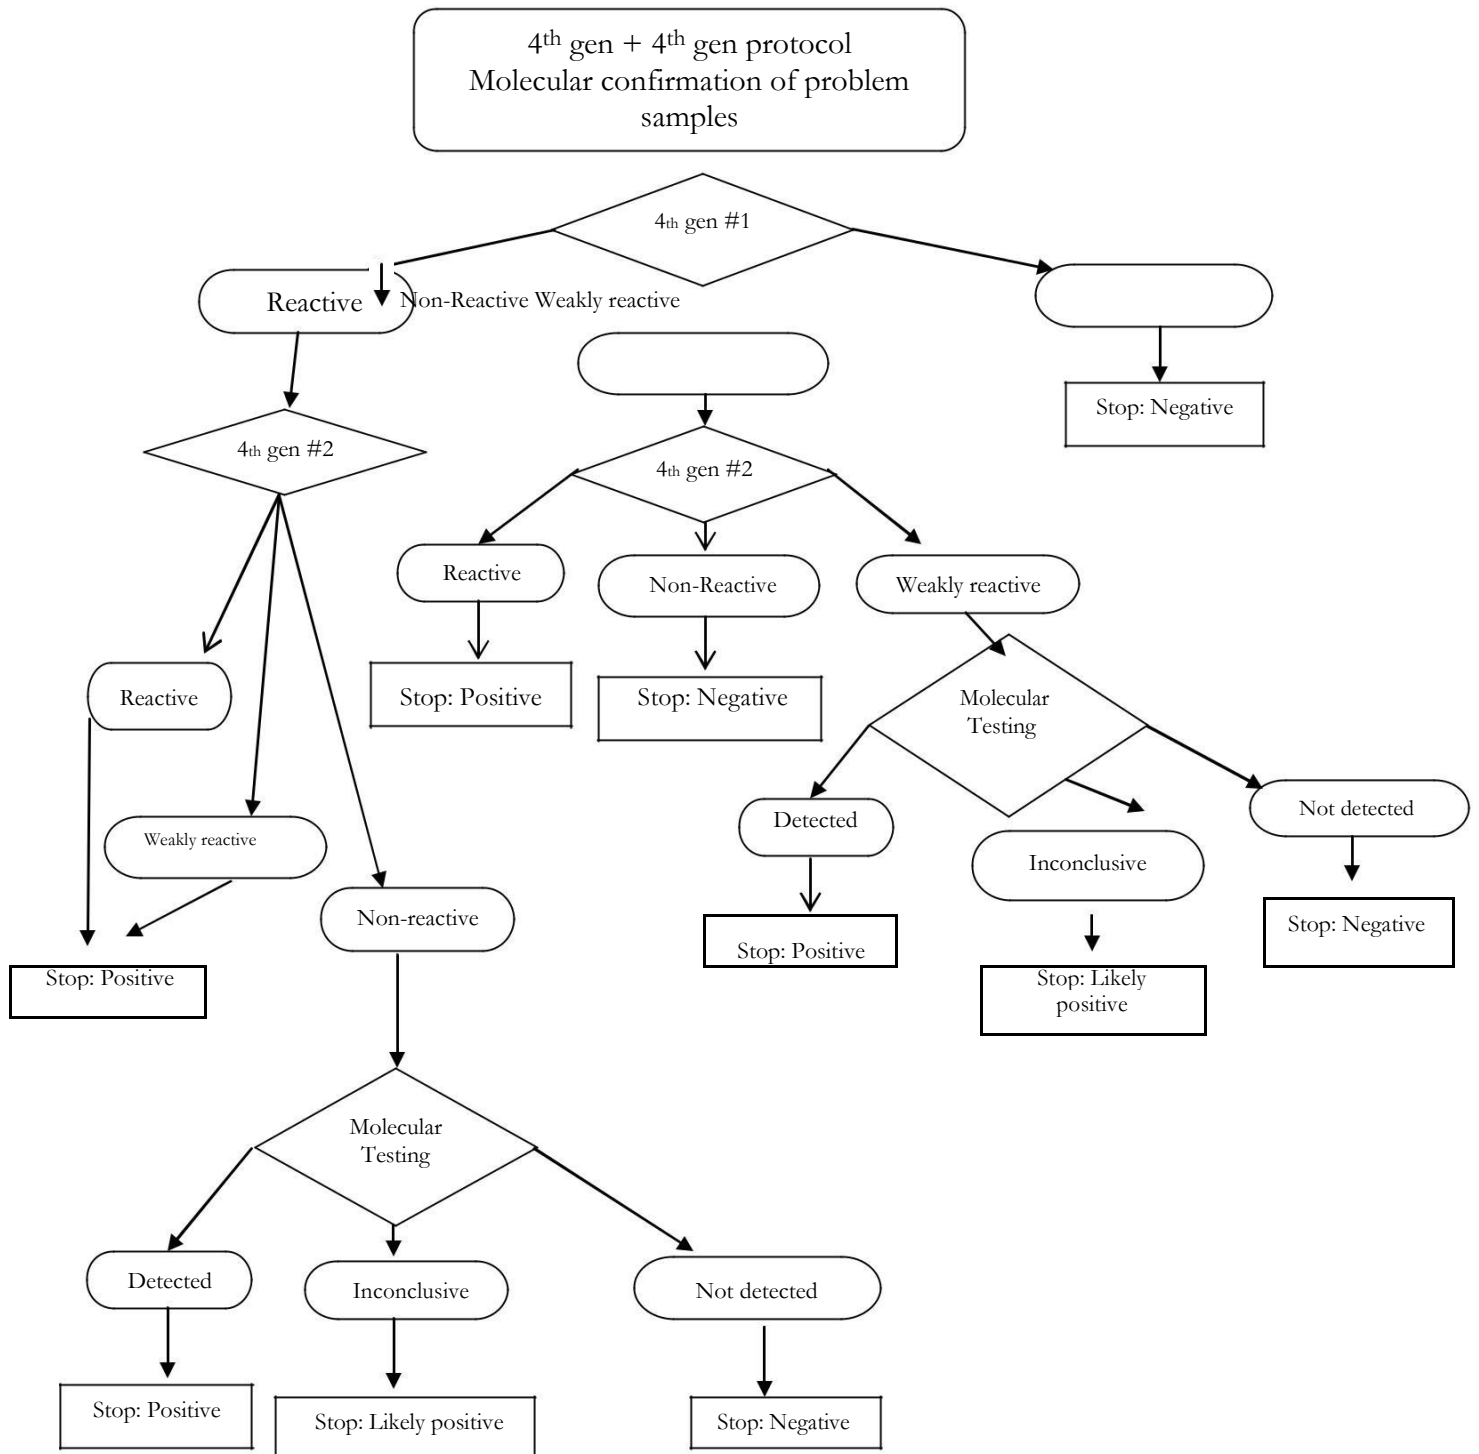 4th gen + 4th gen protocol
Molecular confirmation of problem
samples
4th gen #1
Reactive
Non-Reactive Weakly reactive
Stop: Negative
4th gen #2
4th gen #2
Reactive
Non-Reactive
Weakly reactive
Reactive
Stop: Positive
Stop: Negative
Molecular
Testing
Detected
Not detected
Weakly reactive
Inconclusive
Non-reactive
Stop: Positive
Stop: Negative
Stop: Positive
Stop: Likely
positive
Molecular
Testing
Detected
Inconclusive
Not detected
Stop: Positive
Stop: Likely positive
Stop: Negative